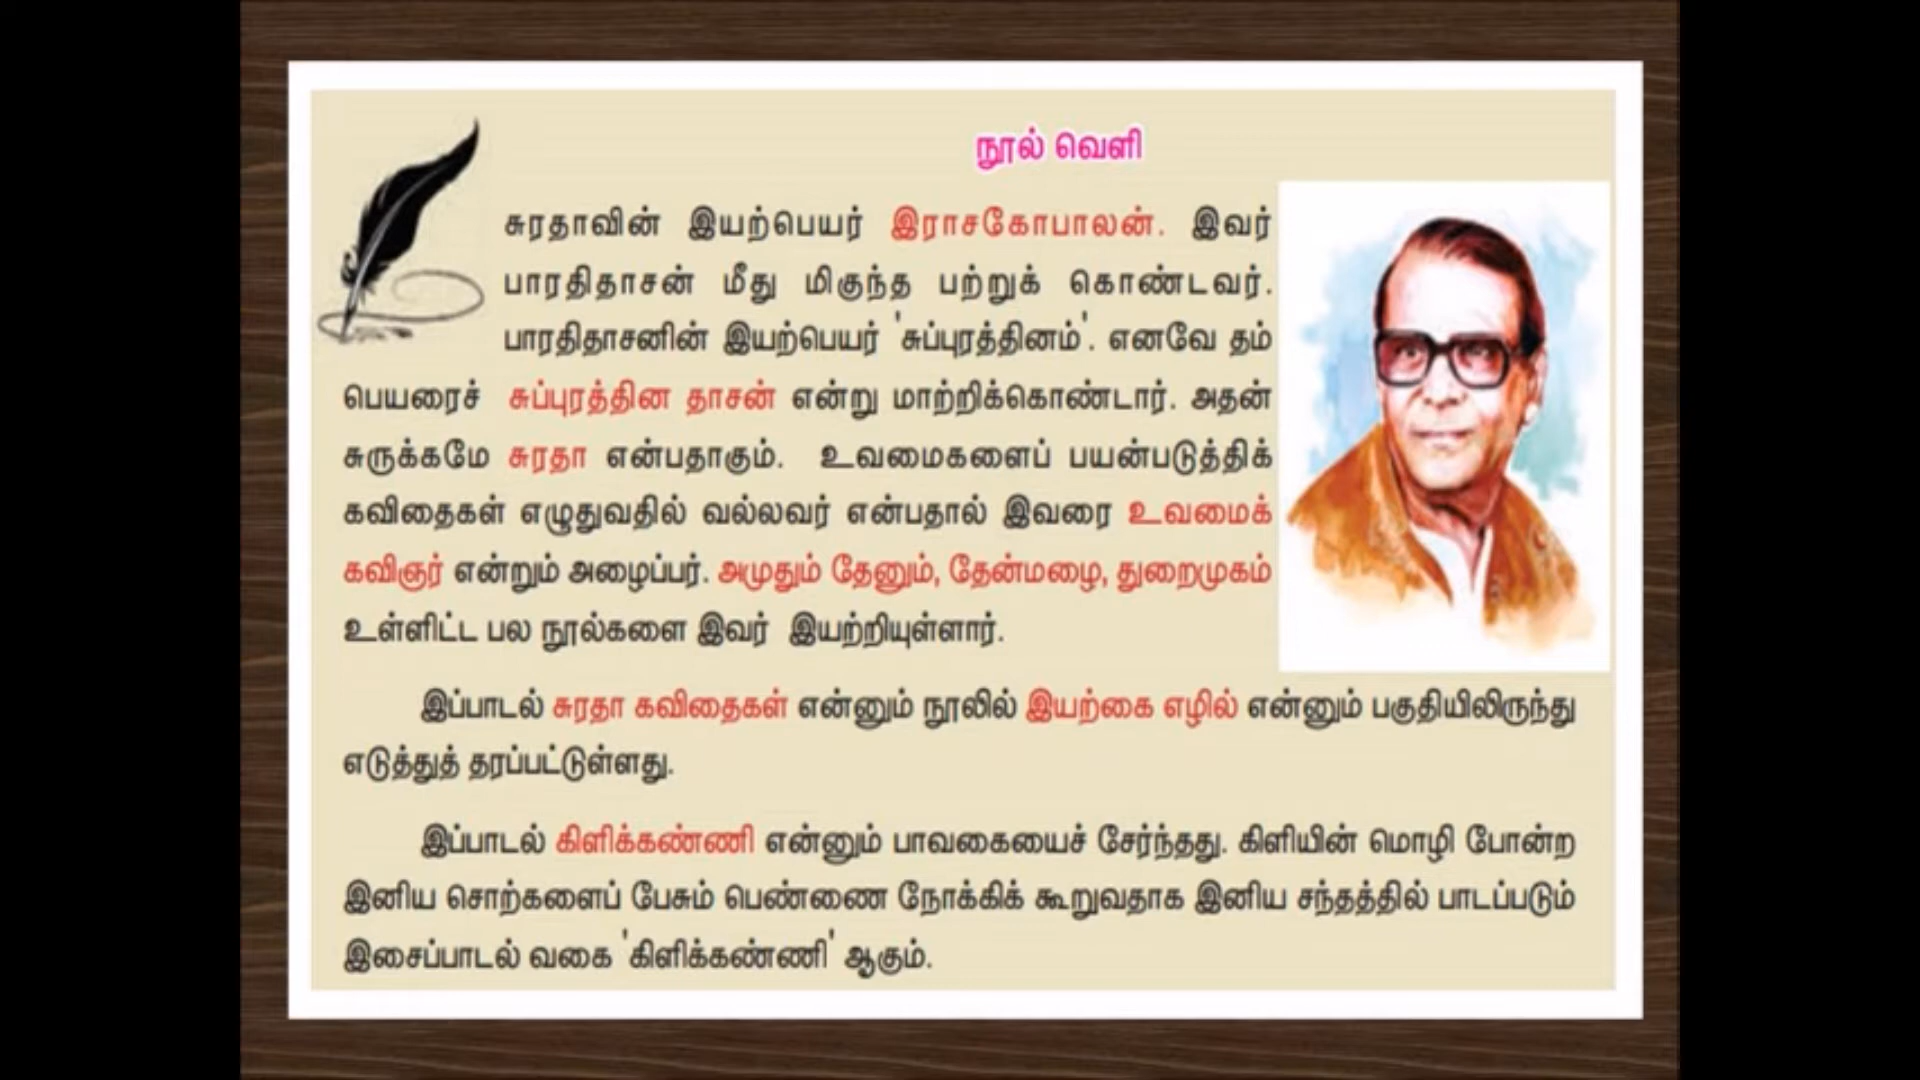 நூல் வெளி
சுரதாவின் இயற்பெயர் இராசகோபாலன். இவர்
பாரதிதாசன் மீது மிகுந்த பற்றுக் கொண்டவர்.
பாரதிதாசனின் இயற்பெயர் 'சுப்புரத்தினம்'. எனவே தம்
பெயரைச் சுப்புரத்தின தாசன் என்று மாற்றிக்கொண்டார். அதன்
சுருக்கமே சுரதா என்பதாகும். உவமைகளைப் பயன்படுத்திக்
கவிதைகள் எழுதுவதில் வல்லவர் என்பதால் இவரை உவமைக்
கவிஞர் என்றும் அழைப்பர். அமுதும் தேனும், தேன்மழை, துறைமுகம்
உள்ளிட்ட பல நூல்களை இவர் இயற்றியுள்ளார்.
இப்பாடல் சுரதா கவிதைகள் என்னும் நூலில் இயற்கை எழில் என்னும் பகுதியிலிருந்து
எடுத்துத் தரப்பட்டுள்ளது.
இப்பாடல் கிளிக்கண்ணி என்னும் பாவகையைச் சேர்ந்தது. கிளியின் மொழி போன்ற
இனிய சொற்களைப் பேசும் பெண்ணை நோக்கிக் கூறுவதாக இனிய சந்தத்தில் பாடப்படும்
இசைப்பாடல் வகை 'கிளிக்கண்ணி' ஆகும்.